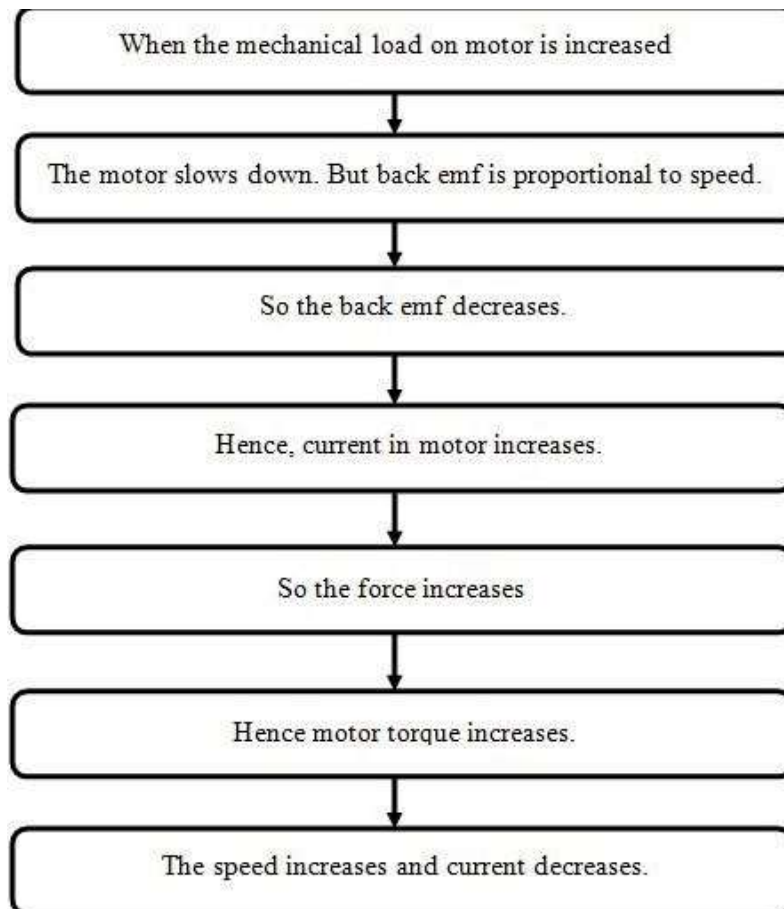 When the mechanical load on motor is increased
The motor slows down. But back emf is proportional to speed.
So the back emf decreases.
Hence, current in motor increases.
So the force increases
Hence motor torque increases.
The speed increases and current decreases.